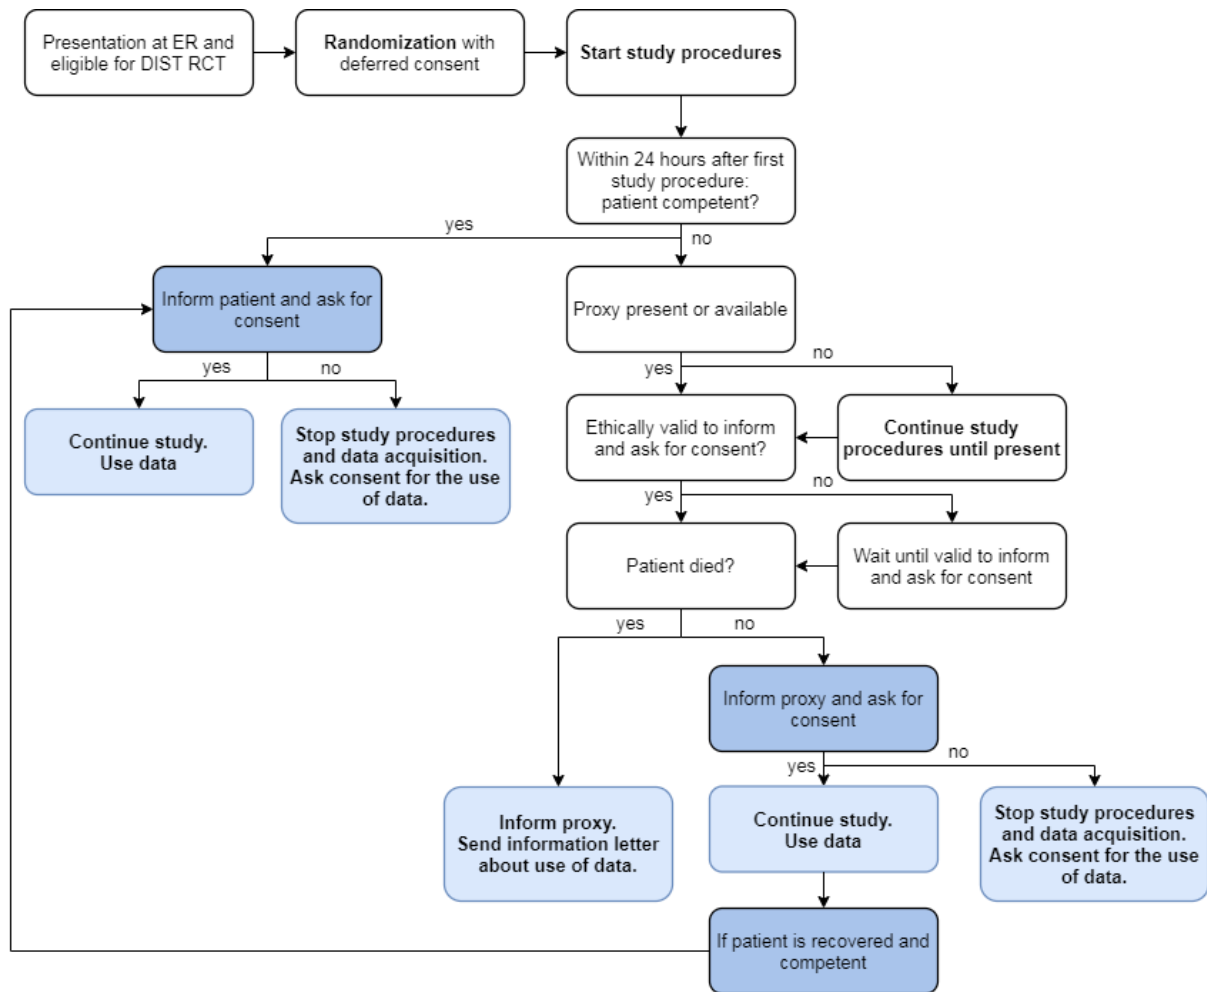 Presentation at ER and
eligible for DIST RCT
Randomization with
deferred consent
Start study procedures
Within 24 hours after first
study procedure:
patient competent?
yes
no
Inform patient and ask for
consent
Proxy present or available
yes
no
yes
no
Continue study.
Use data
Stop study procedures
and data acquisition.
Ask consent for the use
of data.
Ethically valid to inform
and ask for consent?
Continue study
procedures until present
yes
no
Patient died?
Wait until valid to inform
and ask for consent
yes
no
Inform proxy and ask for
consent
yes
no
Inform proxy.
Send information letter
about use of data.
Continue study.
Use data
Stop study procedures
and data acquisition.
Ask consent for the use
of data.
If patient is recovered and
competent